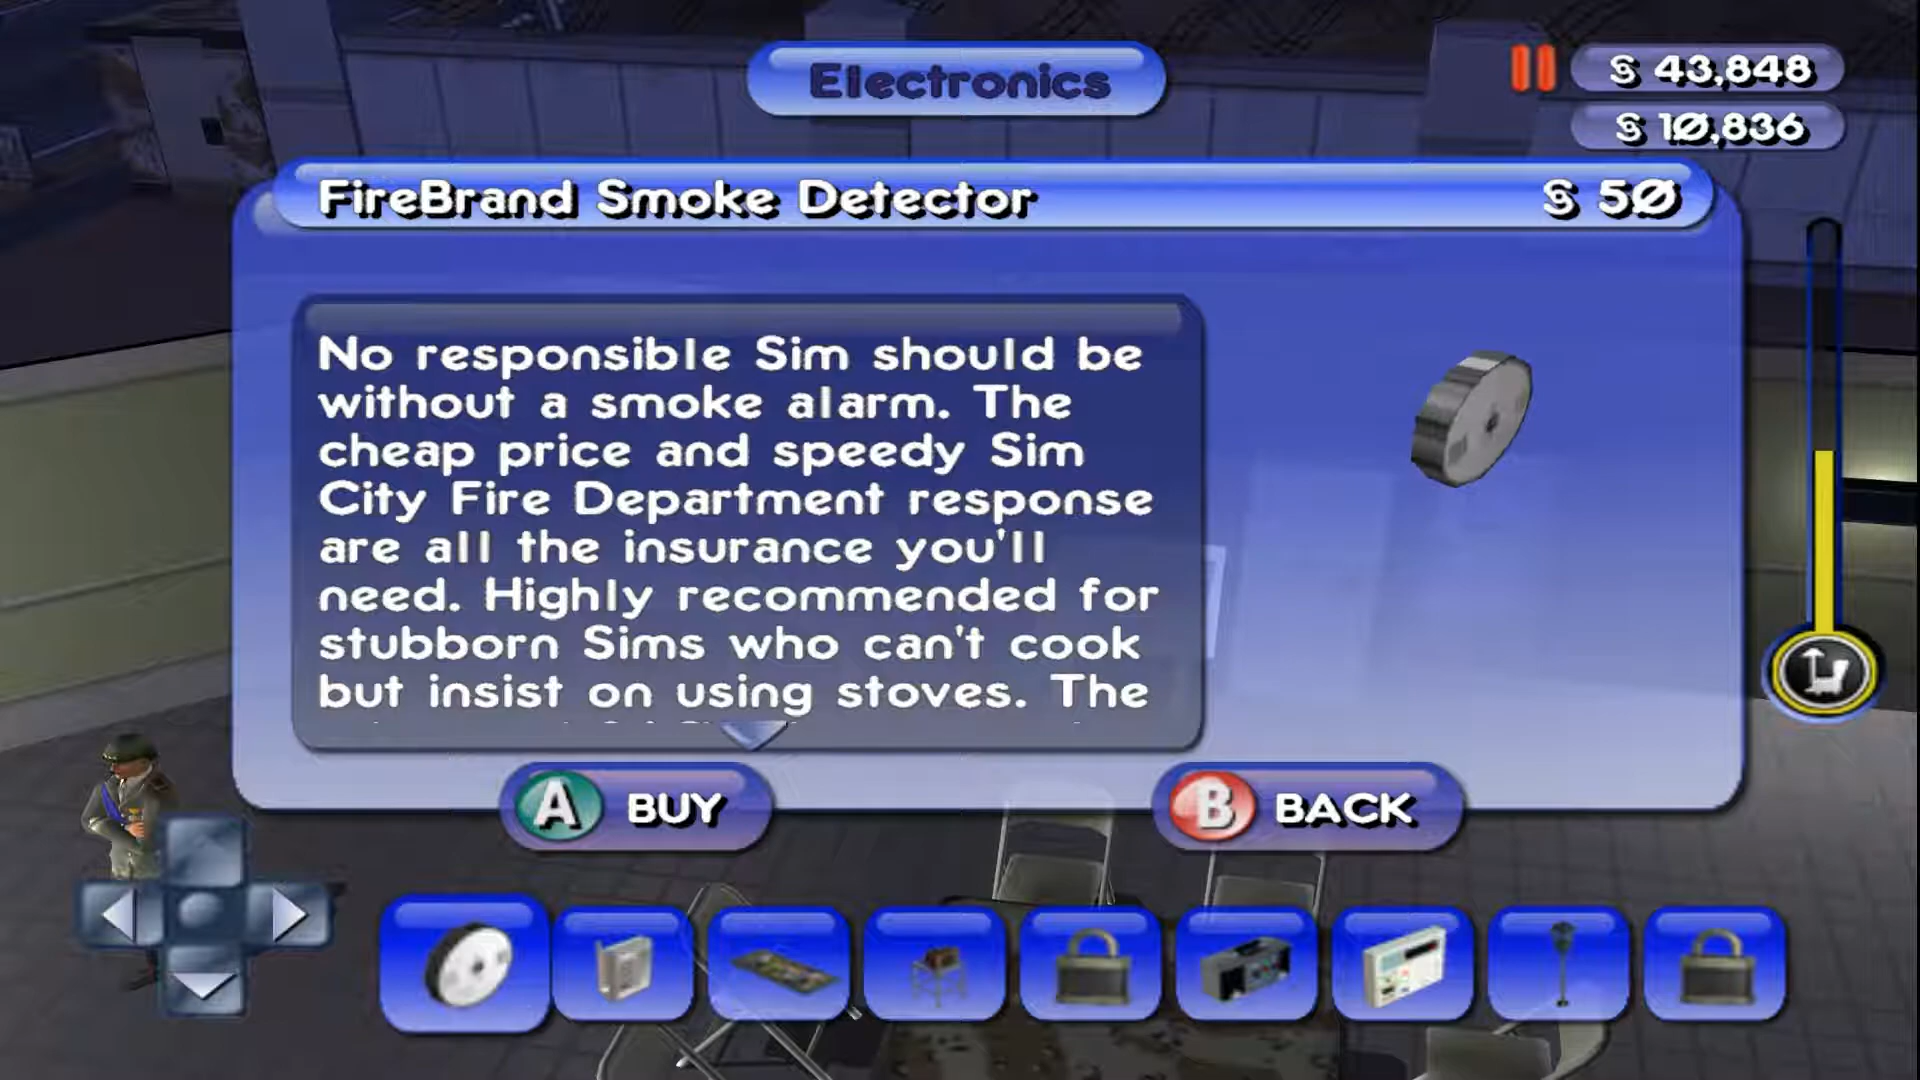 Electronics
§ 43,848
§ 10,836
FireBrand Smoke Detector
§ 50
No responsible Sim should be
without a smoke alarm. The
cheap price and speedy Sim
City Fire Department response
are all the insurance you'll
need. Highly recommended for
stubborn Sims who can't cook
but insist on using stoves. The
A BUY
B BACK